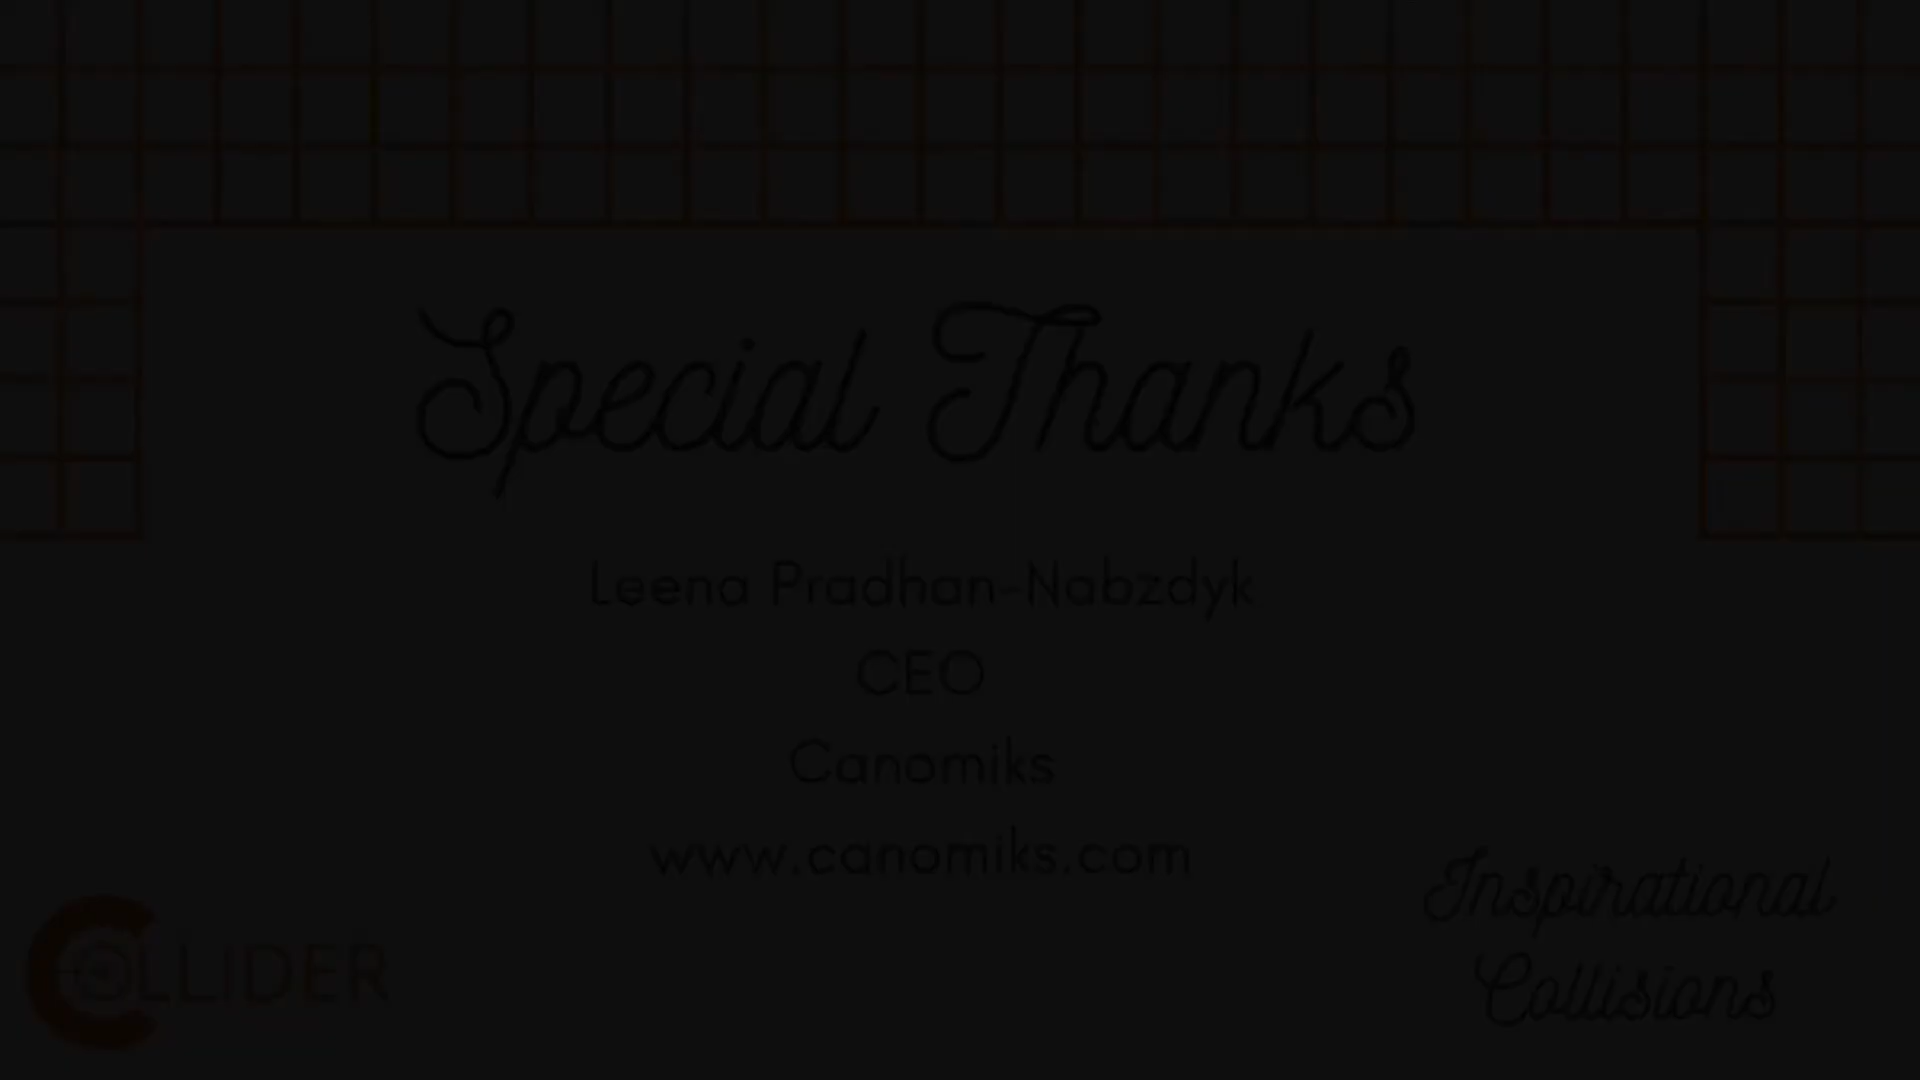 Special Thanks
Leena Pradhan-Nabzdyk
CEO
Canomiks
www.canomiks.com
COLLIDER
Inspirational
Collisions